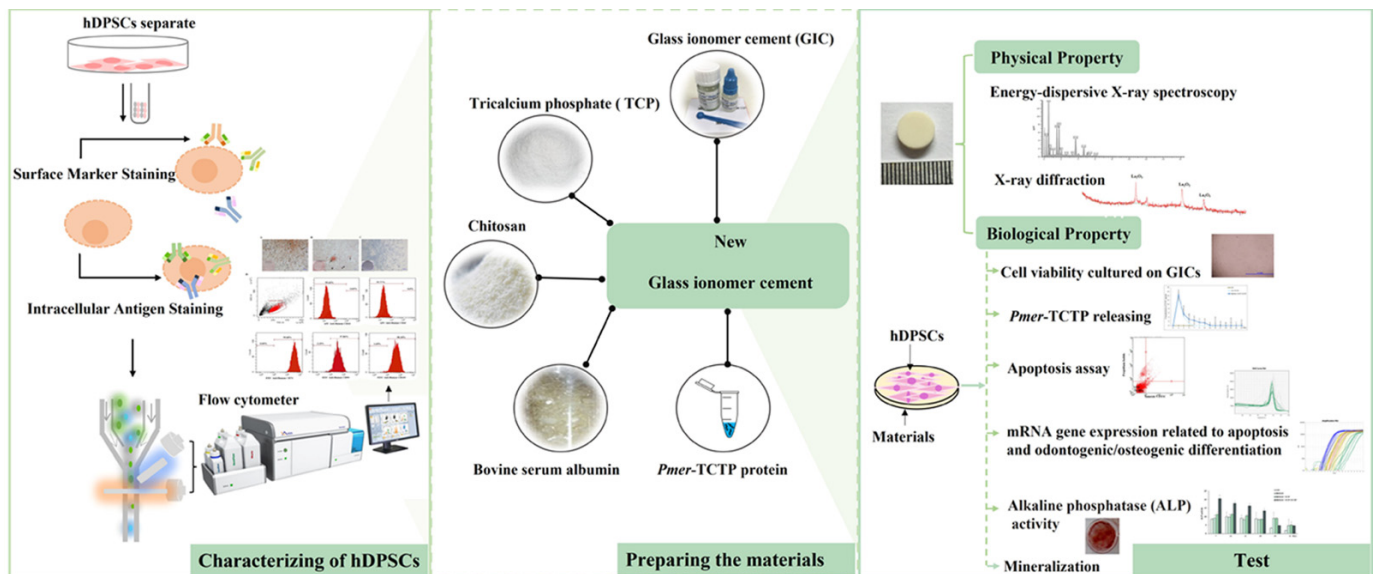 hDPSCs separate
Surface Marker Staining
Intracellular Antigen Staining
Flow cytometer
Characterizing of hDPSCs
Glass ionomer cement (GIC)
Tricalcium phosphate ( TCP)
Chitosan
New
Glass ionomer cement
Bovine serum albumin
Pmer-TCTP protein
Preparing the materials
Physical Property
Energy-dispersive X-ray spectroscopy
X-ray diffraction
Biological Property
Cell viability cultured on GICs
Pmer-TCTP releasing
hDPSCs
Apoptosis assay
Materials
mRNA gene expression related to apoptosis
and odontogenic/osteogenic differentiation
Alkaline phosphatase (ALP)
activity
Mineralization
Test